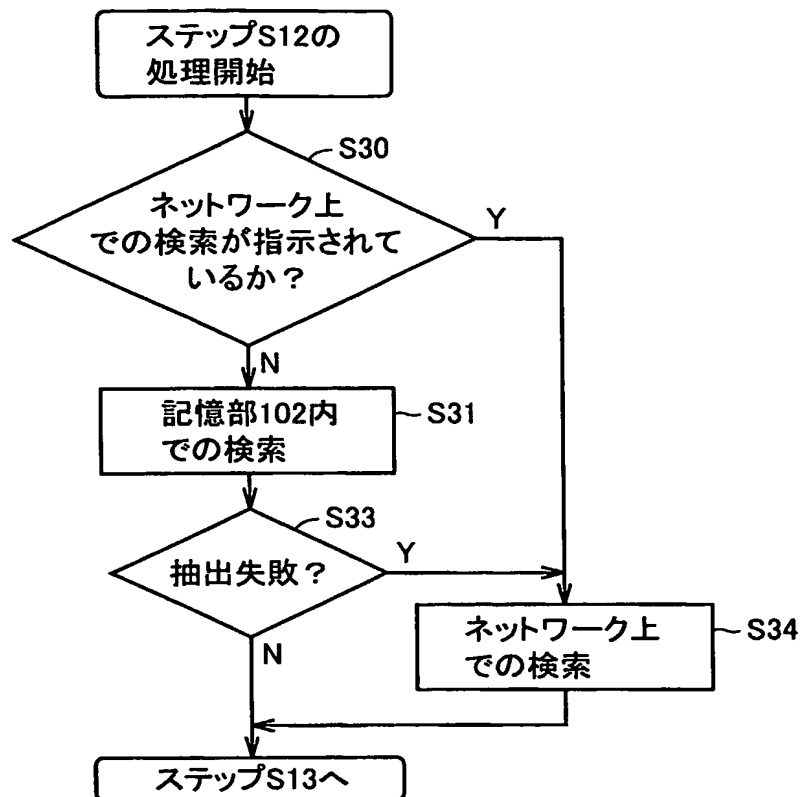 ステップS12の
処理開始
S30
ネットワーク上
での検索が指示されて
いるか？
Y
N
記憶部102内
での検索
S31
S33
抽出失敗？
Y
N
ネットワーク上
での検索
S34
ステップS13へ